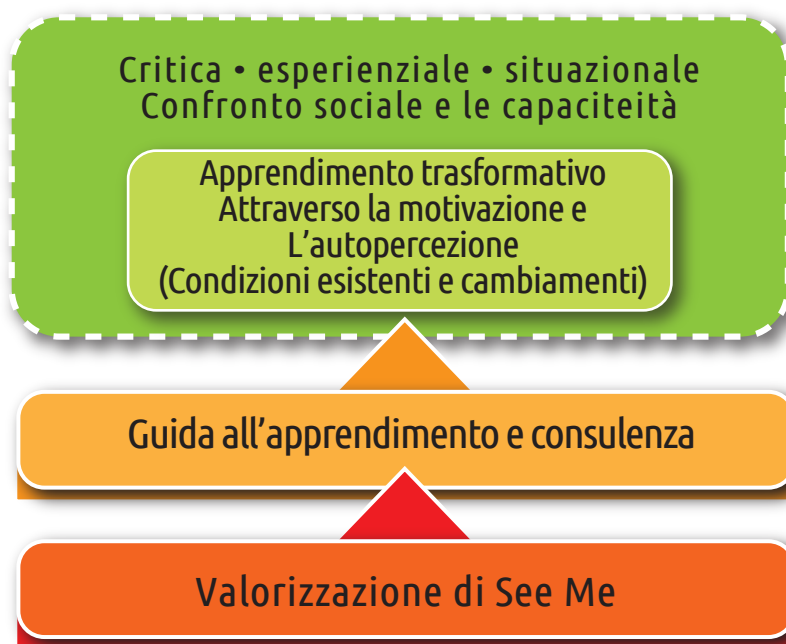 Critica • esperienziale • situazionale
Confronto sociale e le capaciteità
Apprendimento trasformativo
Attraverso la motivazione e
L’autopercezione
(Condizioni esistenti e cambiamenti)
Guida all’apprendimento e consulenza
Valorizzazione di See Me